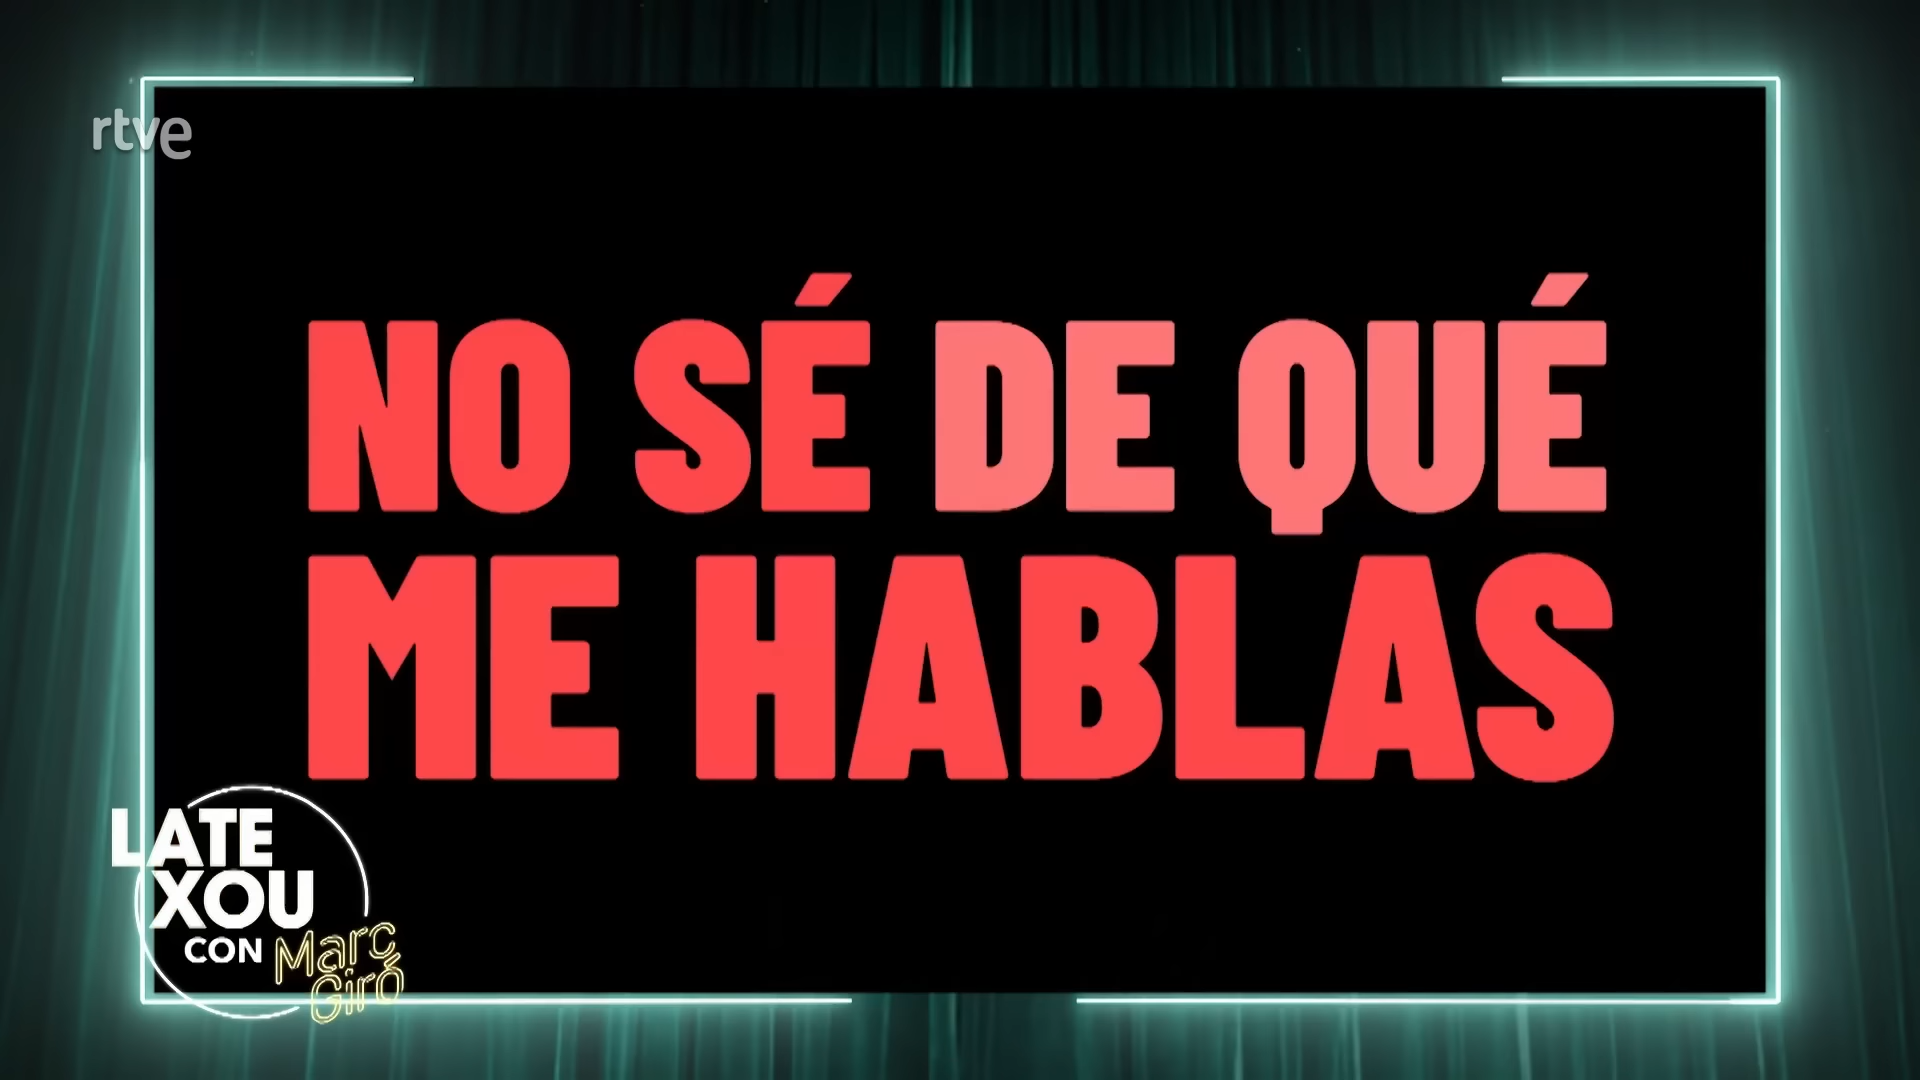 rtve
NO SÉ DE QUÉ
ME HABLAS
LATE
XOU
CON Marc
Giró